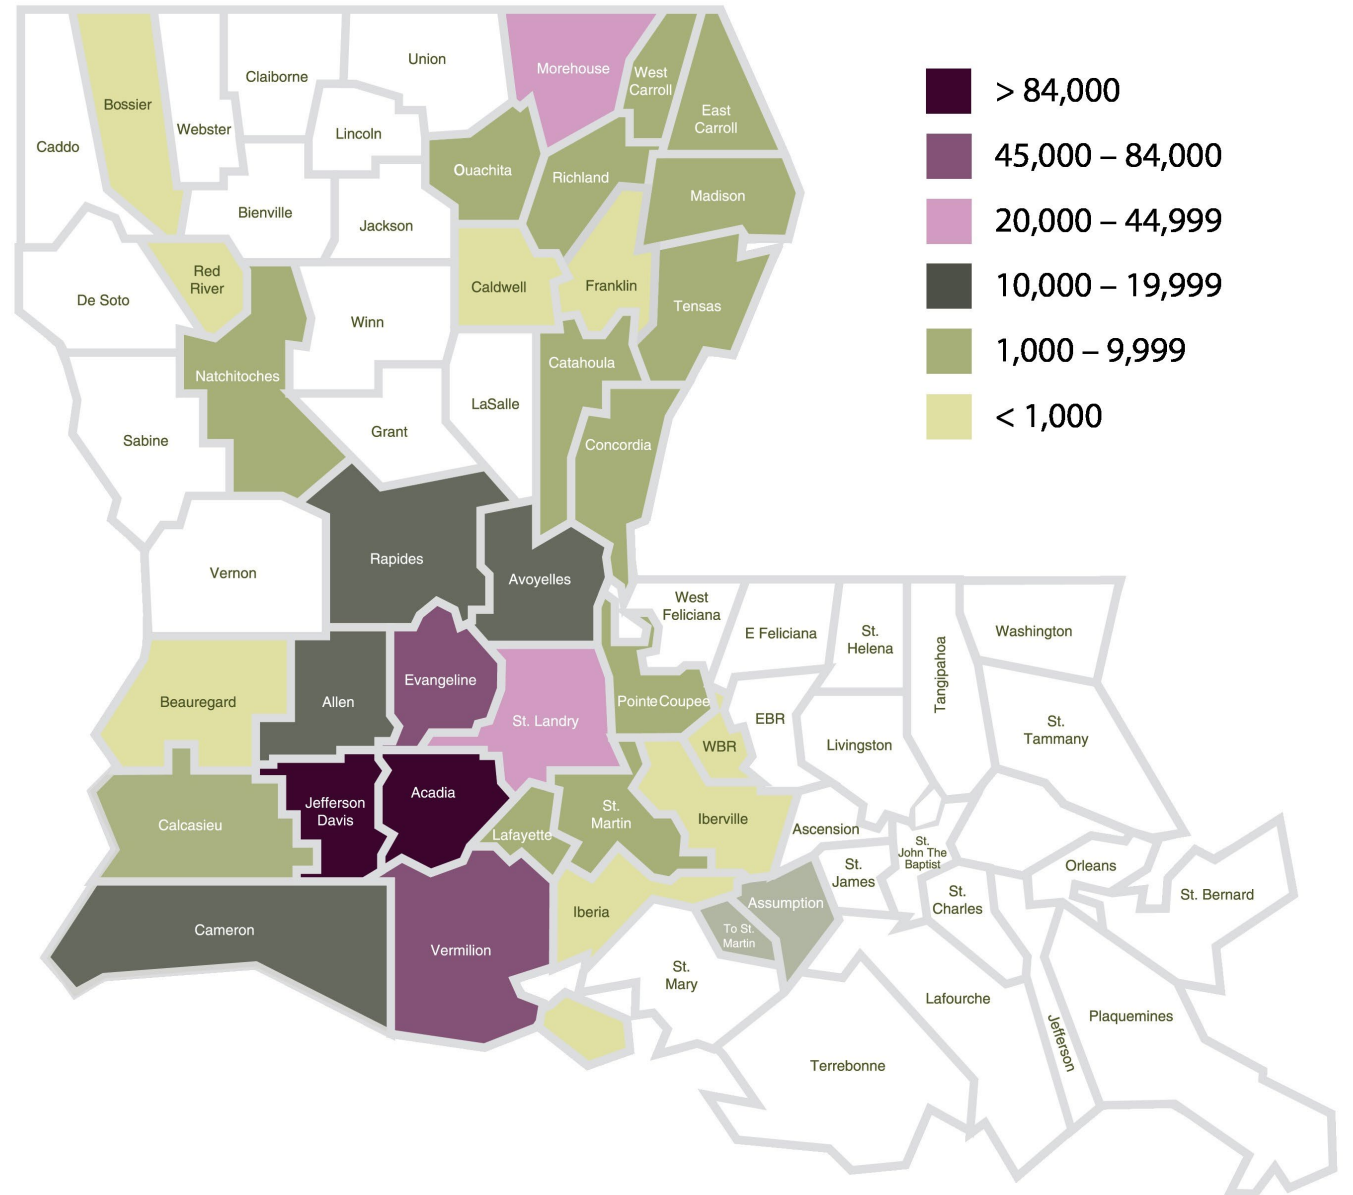 Morehouse
Union
Claiborne
West
Carroll
Bossier
East
Carroll
Webster
Lincoln
Caddo
Ouachita
Richland
Madison
Bienville
Jackson
Red
River
Caldwell
Franklin
De Soto
Tensas
Winn
Catahoula
Natchitoches
LaSalle
Grant
Sabine
Concordia
Rapides
Vernon
Avoyelles
West
Feliciana
E Feliciana
St.
Helena
Tangipahoa
Washington
Evangeline
Beauregard
Allen
Pointe Coupee
St. Landry
EBR
WBR
Livingston
St.
Tammany
Acadia
Jefferson
Davis
St.
Martin
Lafayette
Calcasieu
Iberville
Ascension
St.
John The
Baptist
St.
James
Orleans
St.
Charles
St. Bernard
Assumption
Iberia
Cameron
To St.
Martin
Vermilion
St.
Mary
Lafourche
Jefferson
Plaquemines
Terrebonne
> 84,000
45,000 – 84,000
20,000 – 44,999
10,000 – 19,999
1,000 – 9,999
< 1,000